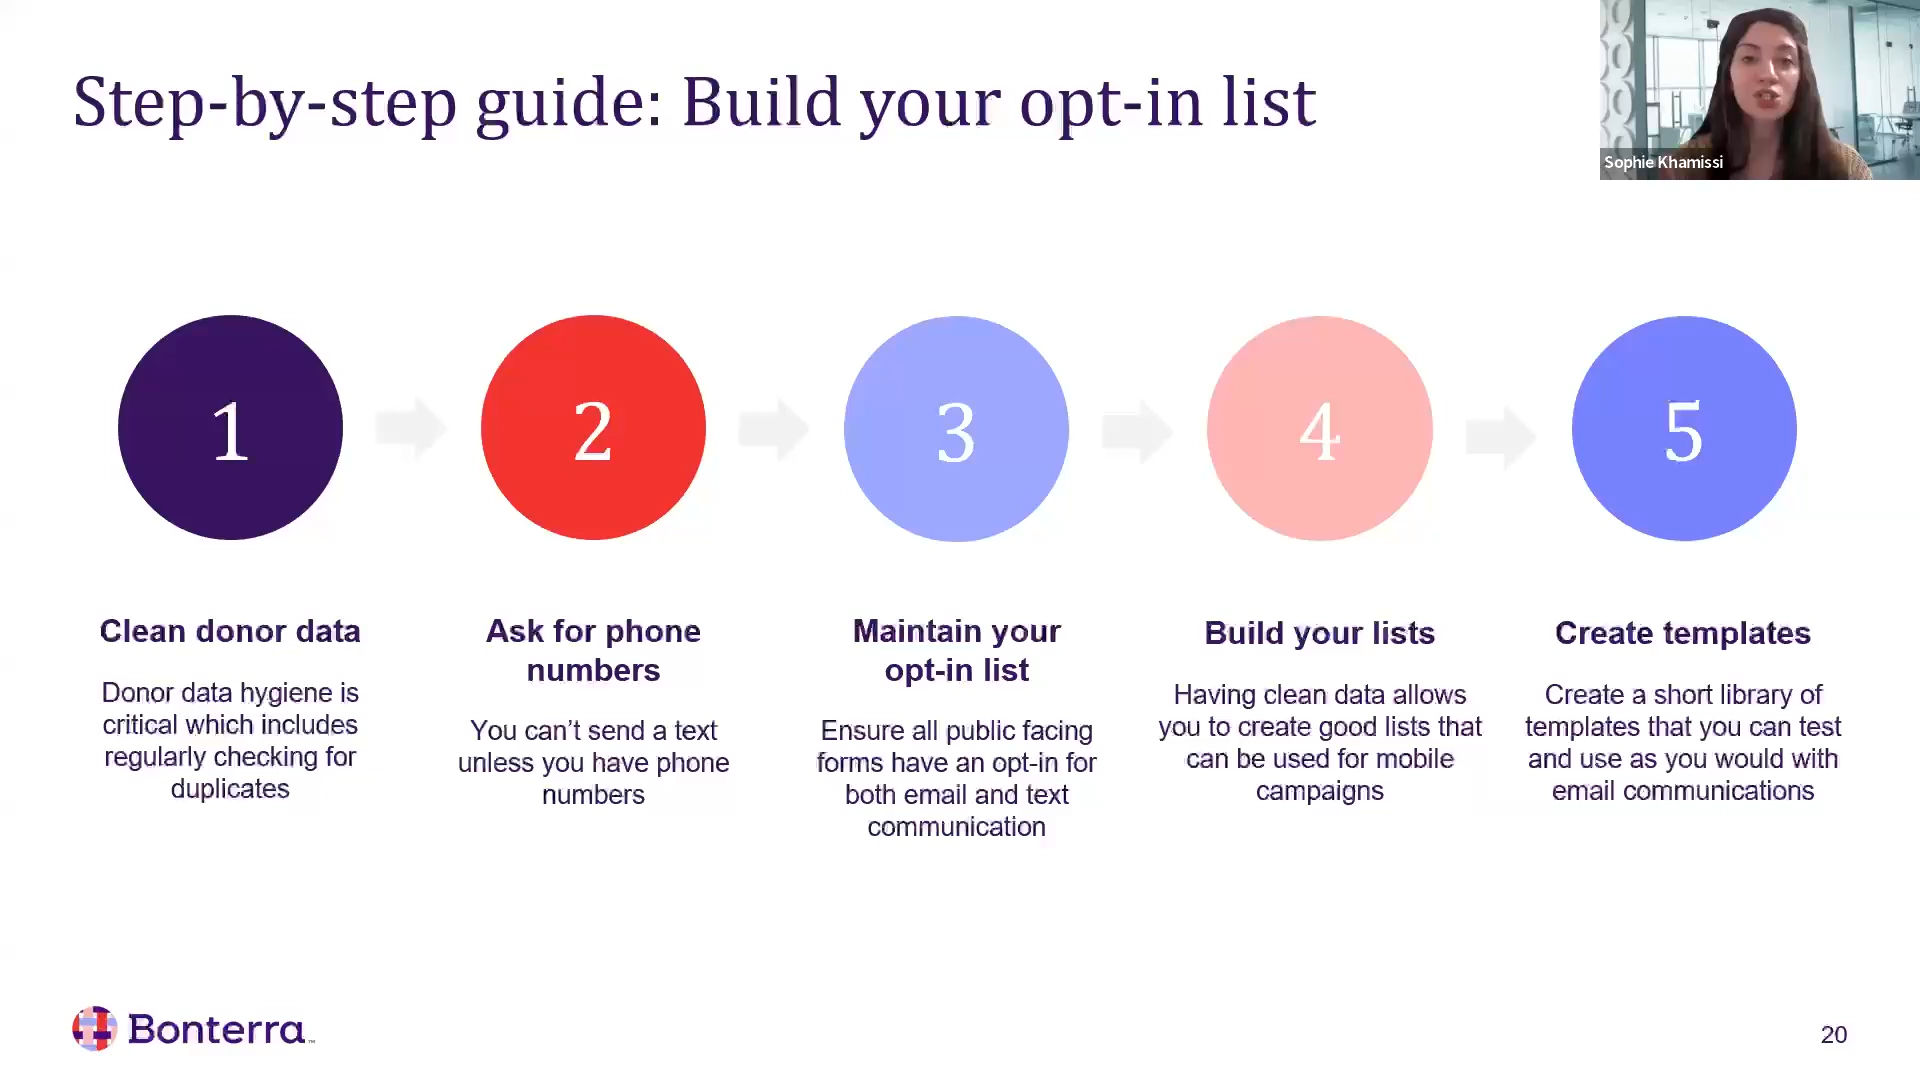 Step-by-step guide: Build your opt-in list
Sophie Khamissi
1
2
3
4
5
Clean donor data
Donor data hygiene is
critical which includes
regularly checking for
duplicates
Ask for phone
numbers
You can’t send a text
unless you have phone
numbers
Maintain your
opt-in list
Ensure all public facing
forms have an opt-in for
both email and text
communication
Build your lists
Having clean data allows
you to create good lists that
can be used for mobile
campaigns
Create templates
Create a short library of
templates that you can test
and use as you would with
email communications
Bonterra™
20